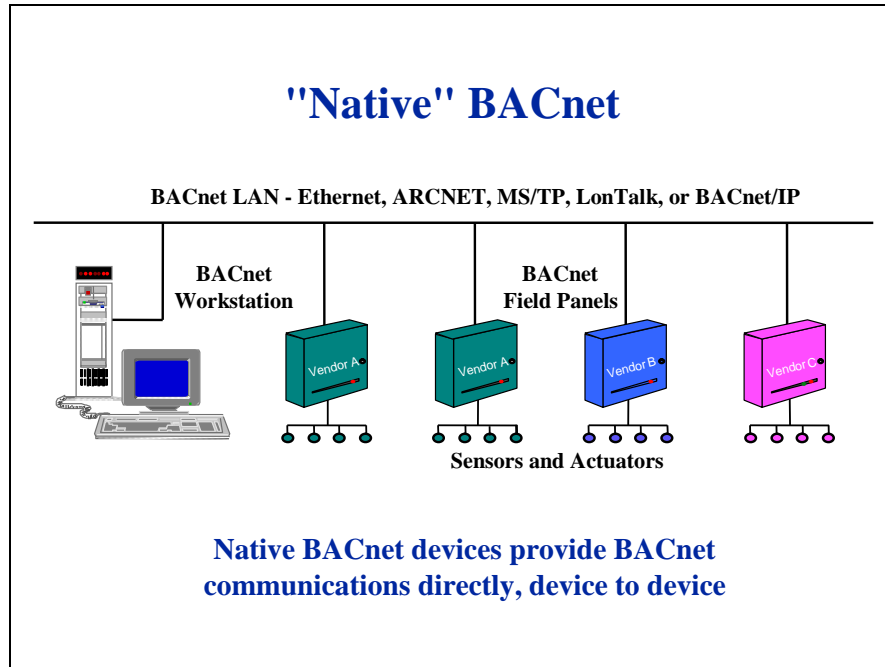 "Native" BACnet
BACnet LAN - Ethernet, ARCNET, MS/TP, LonTalk, or BACnet/IP
BACnet
Workstation
BACnet
Field Panels
Vendor A
Vendor A
Vendor B
Vendor C
Sensors and Actuators
Native BACnet devices provide BACnet
communications directly, device to device